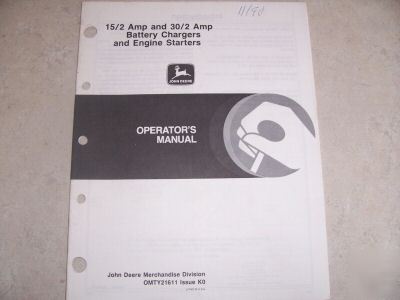 11/90
15/2 Amp and 30/2 Amp
Battery Chargers
and Engine Starters
JOHN DEERE
OPERATOR'S
MANUAL
John Deere Merchandise Division
OMTY21611 Issue K0